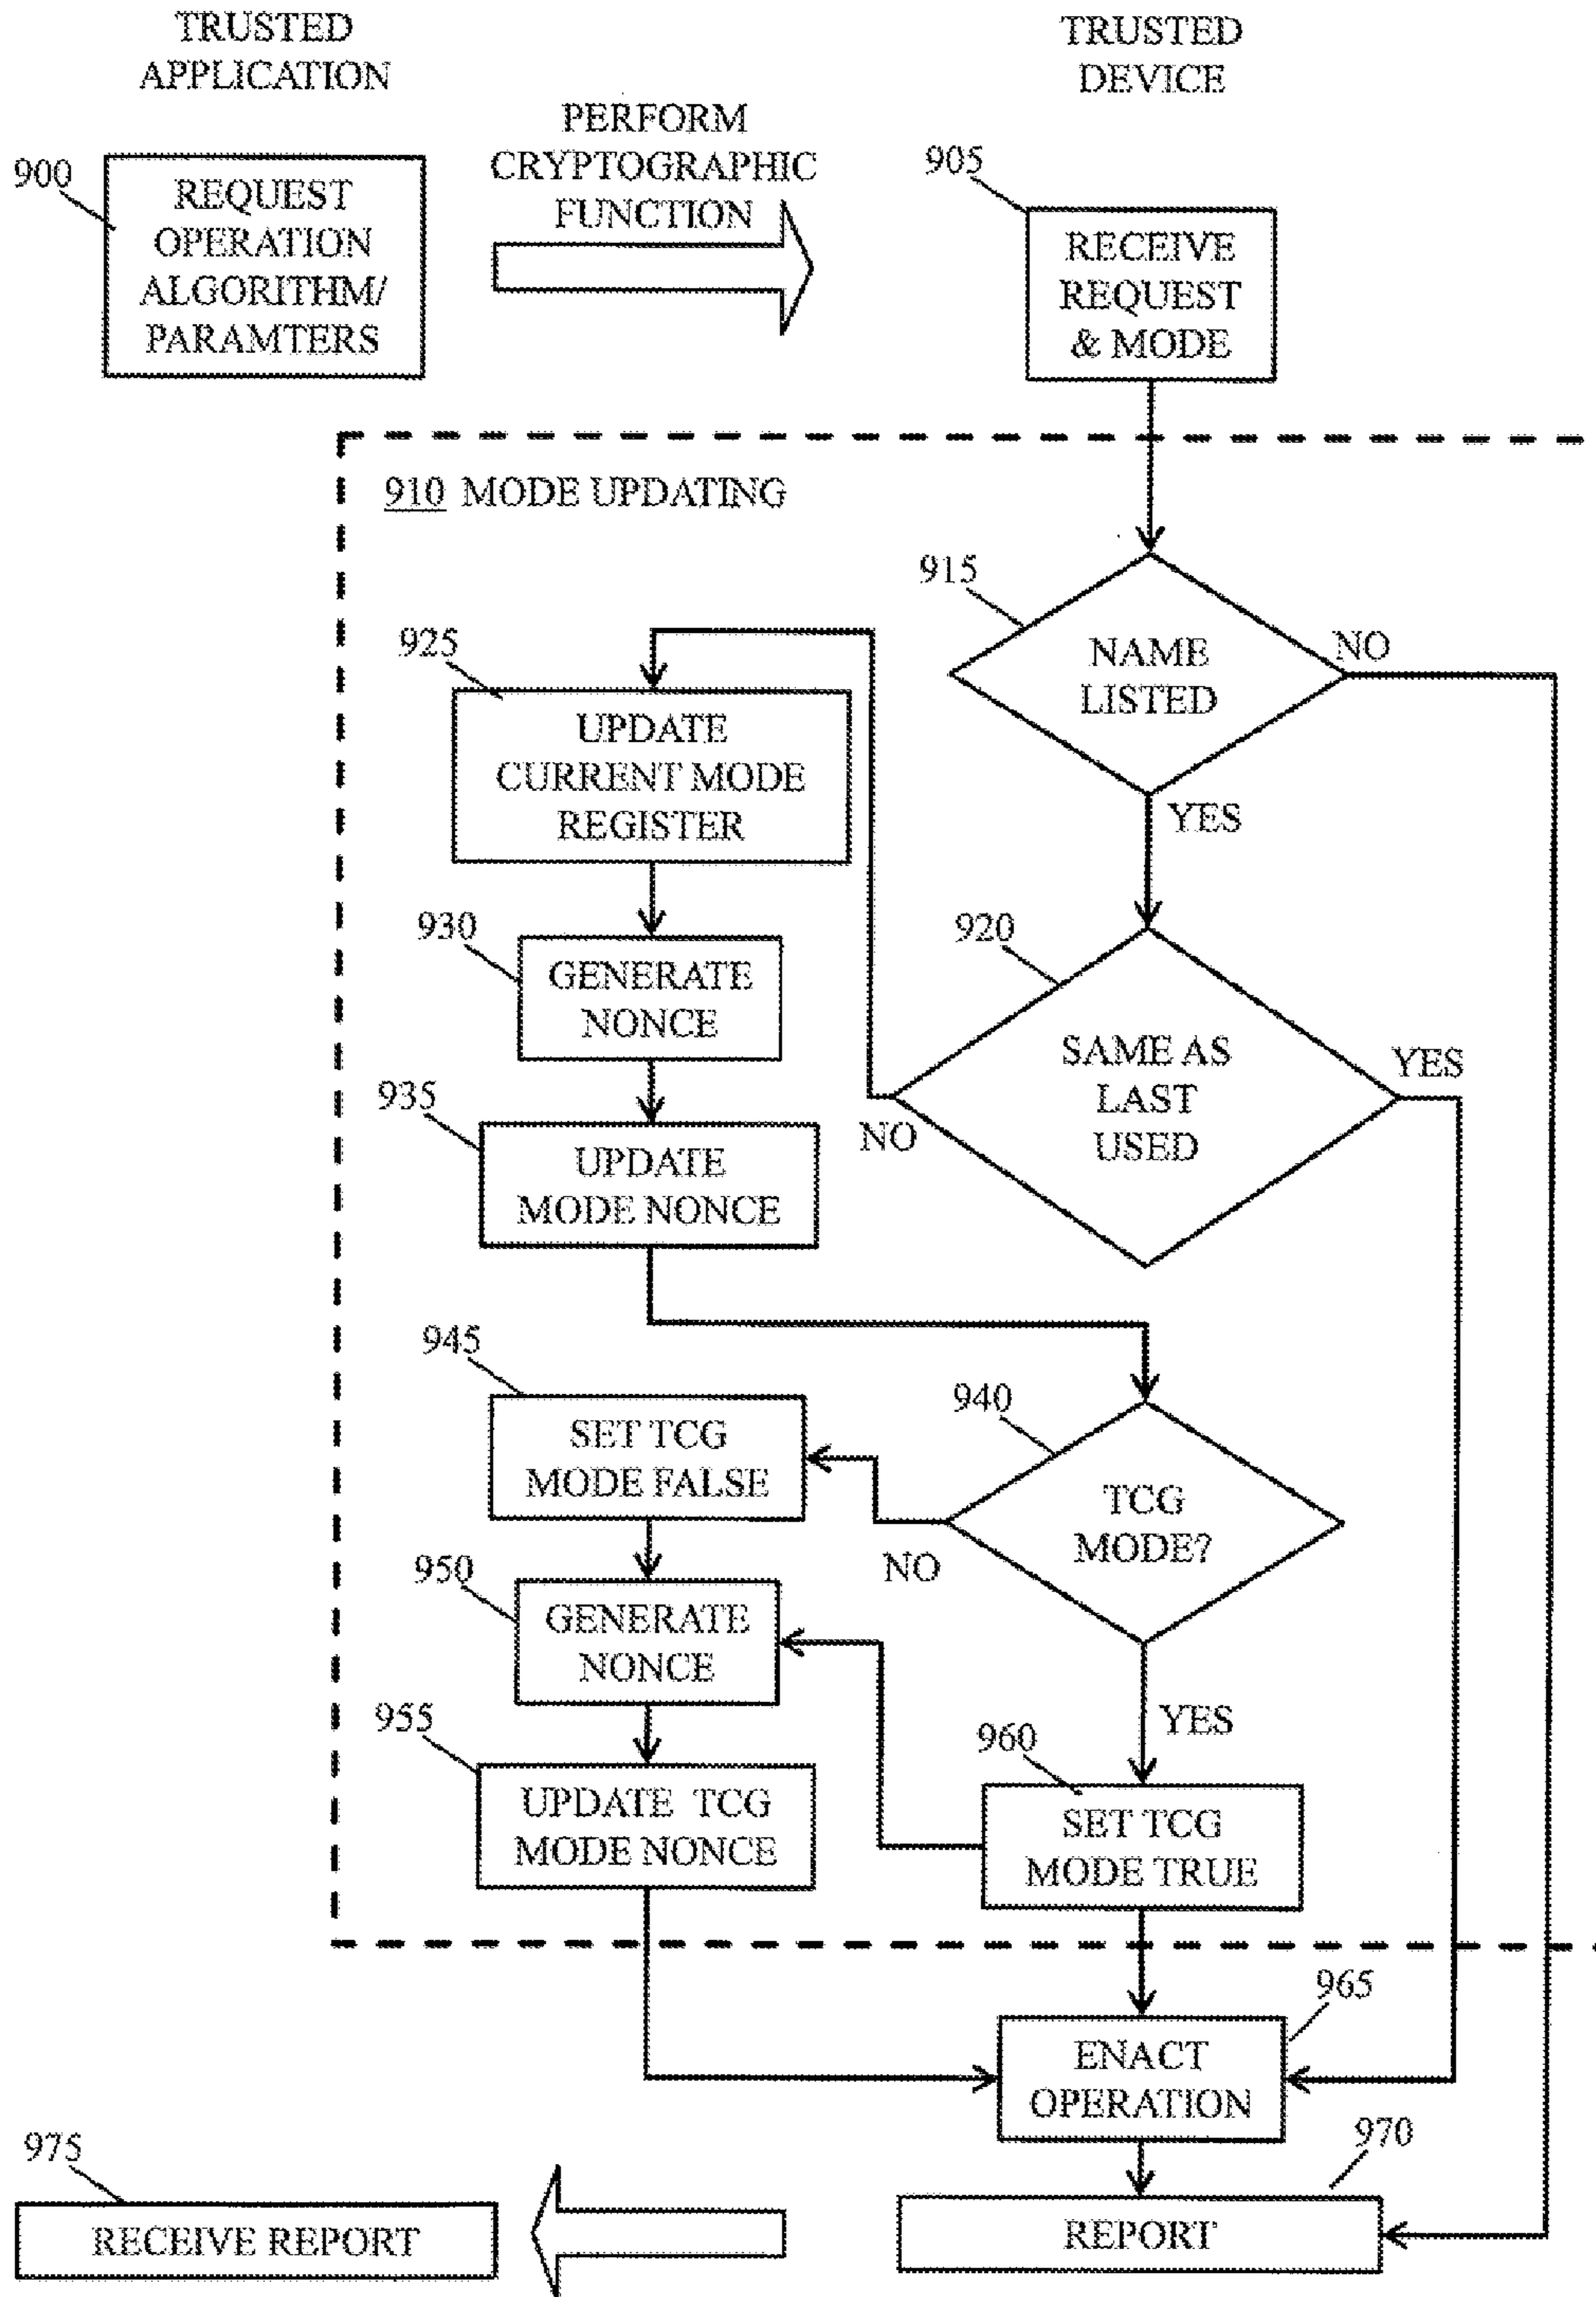 TRUSTED
APPLICATION
TRUSTED
DEVICE
PERFORM
CRYPTOGRAPHIC
FUNCTION
900
REQUEST
OPERATION
ALGORITHM/
PARAMTERS
905
RECEIVE
REQUEST
& MODE
910 MODE UPDATING
915
NAME
LISTED
NO
YES
925
UPDATE
CURRENT MODE
REGISTER
930
GENERATE
NONCE
920
SAME AS
LAST
USED
YES
NO
935
UPDATE
MODE NONCE
945
SET TCG
MODE FALSE
940
TCG
MODE?
NO
YES
950
GENERATE
NONCE
955
UPDATE TCG
MODE NONCE
960
SET TCG
MODE TRUE
965
ENACT
OPERATION
970
REPORT
975
RECEIVE REPORT